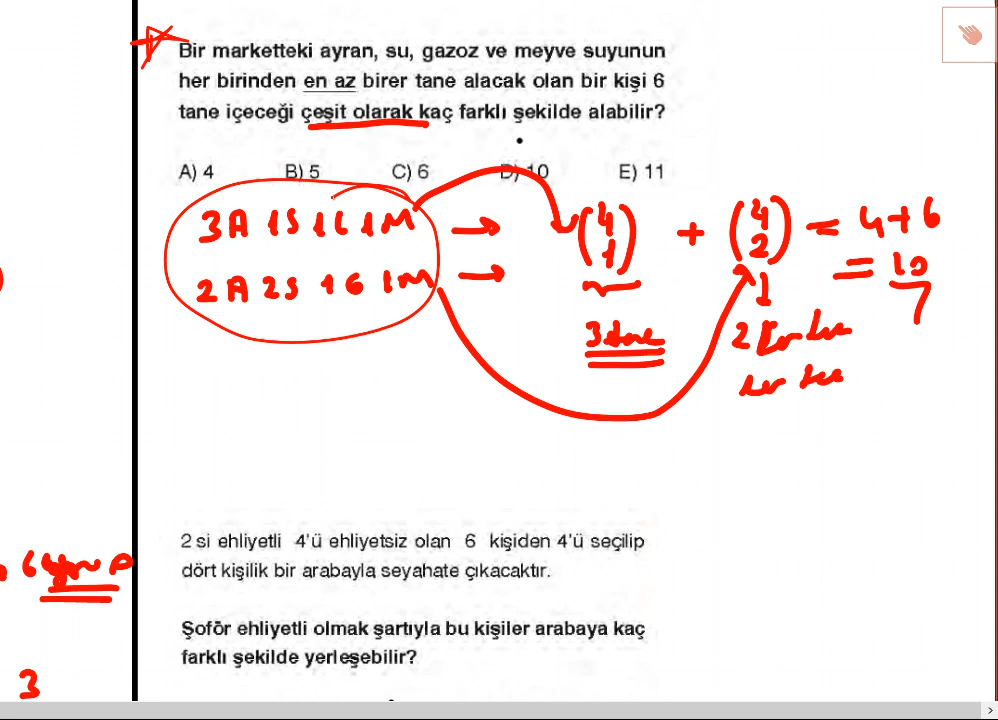 Bir marketteki ayran, su, gazoz ve meyve suyunun
her birinden en az birer tane alacak olan bir kişi 6
tane içeceği çeşit olarak kaç farklı şekilde alabilir?
A) 4 B) 5 C) 6 D) 10 E) 11
3A 1S 1G 1M → (4 1) + (4 2) = 4+6
2A 2S 1G 1M → = 10
3 tane 2
2 si ehliyetli 4'ü ehliyetsiz olan 6 kişiden 4'ü seçilip
dört kişilik bir arabayla seyahate çıkacaktır.
6
Şoför ehliyetli olmak şartıyla bu kişiler arabaya kaç
farklı şekilde yerleşebilir?
3